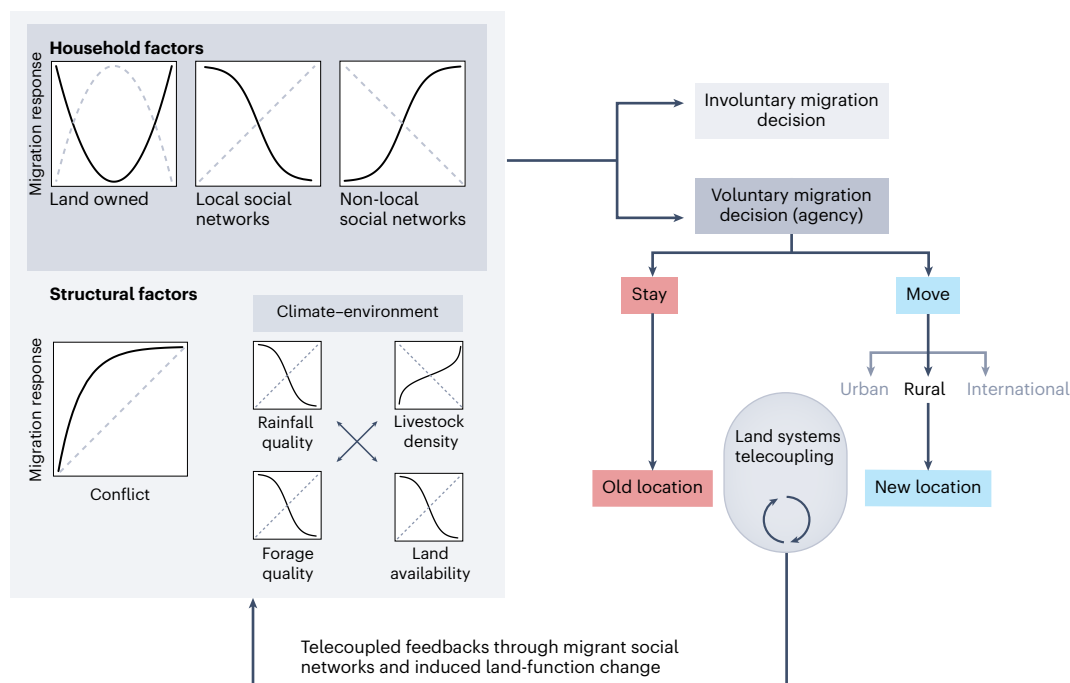 Household factors
Migration response
Land owned
Local social
networks
Non-local
social networks
Structural factors
Migration response
Conflict
Climate–environment
Rainfall
quality
Livestock
density
Forage
quality
Land
availability
Involuntary migration
decision
Voluntary migration
decision (agency)
Stay
Move
Urban
Rural
International
Land systems
telecoupling
Old location
New location
Telecoupled feedbacks through migrant social
networks and induced land-function change